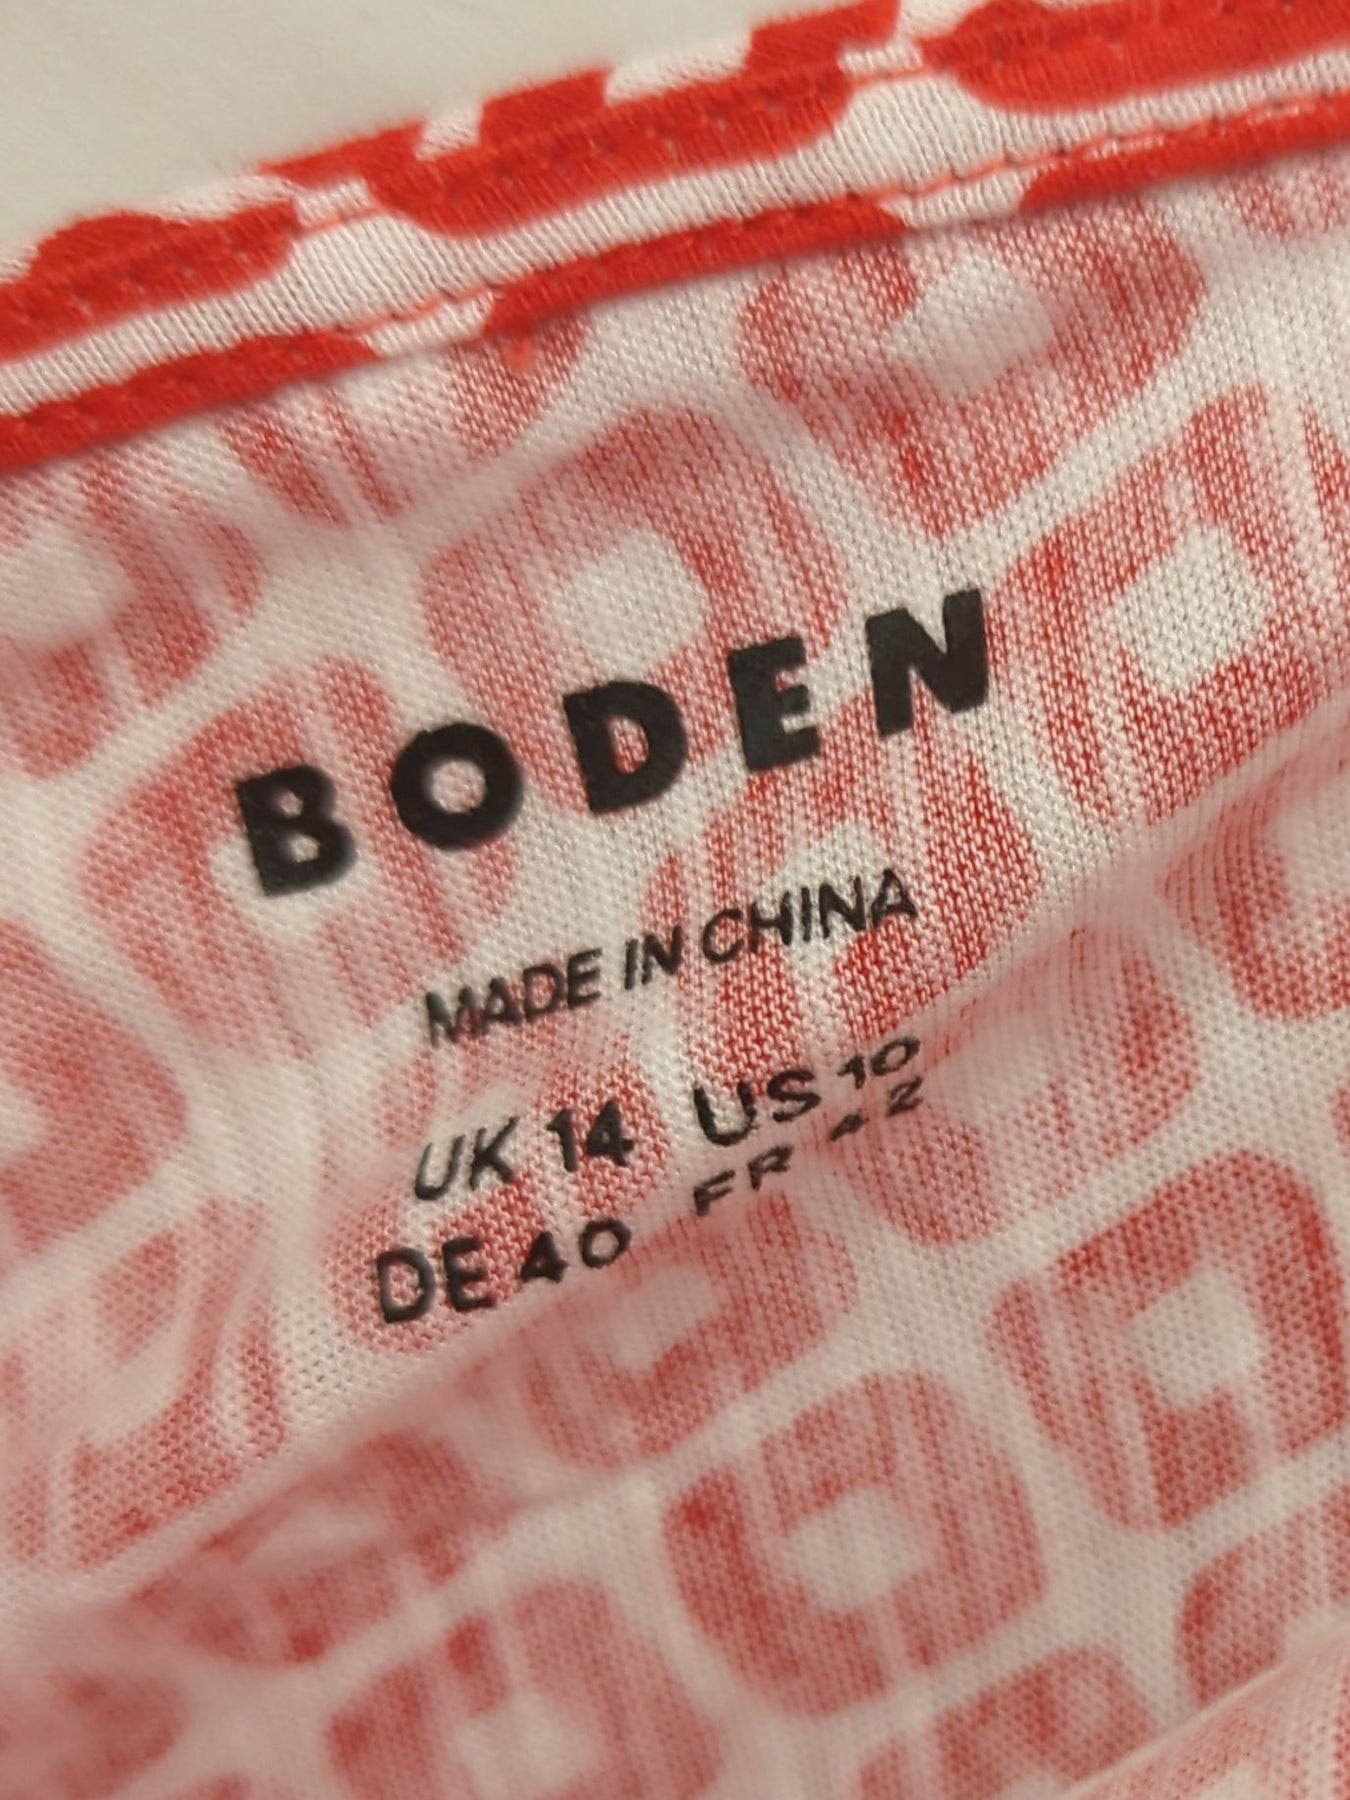 BODEN
MADE IN CHINA
UK 14 US 10
DE 40 FR 42